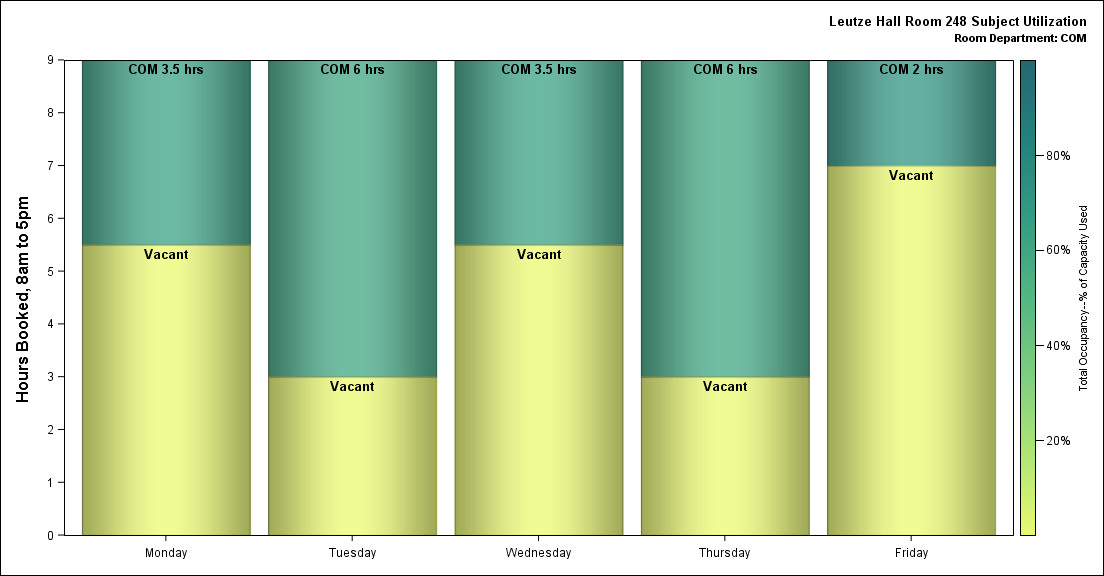 Leutze Hall Room 248 Subject Utilization
Room Department: COM
Hours Booked, 8am to 5pm
9
8
7
6
5
4
3
2
1
0
COM 3.5 hrs
COM 6 hrs
COM 3.5 hrs
COM 6 hrs
COM 2 hrs
Vacant
Vacant
Vacant
Vacant
Vacant
Monday
Tuesday
Wednesday
Thursday
Friday
80%
60%
40%
20%
Total Occupancy--% of Capacity Used